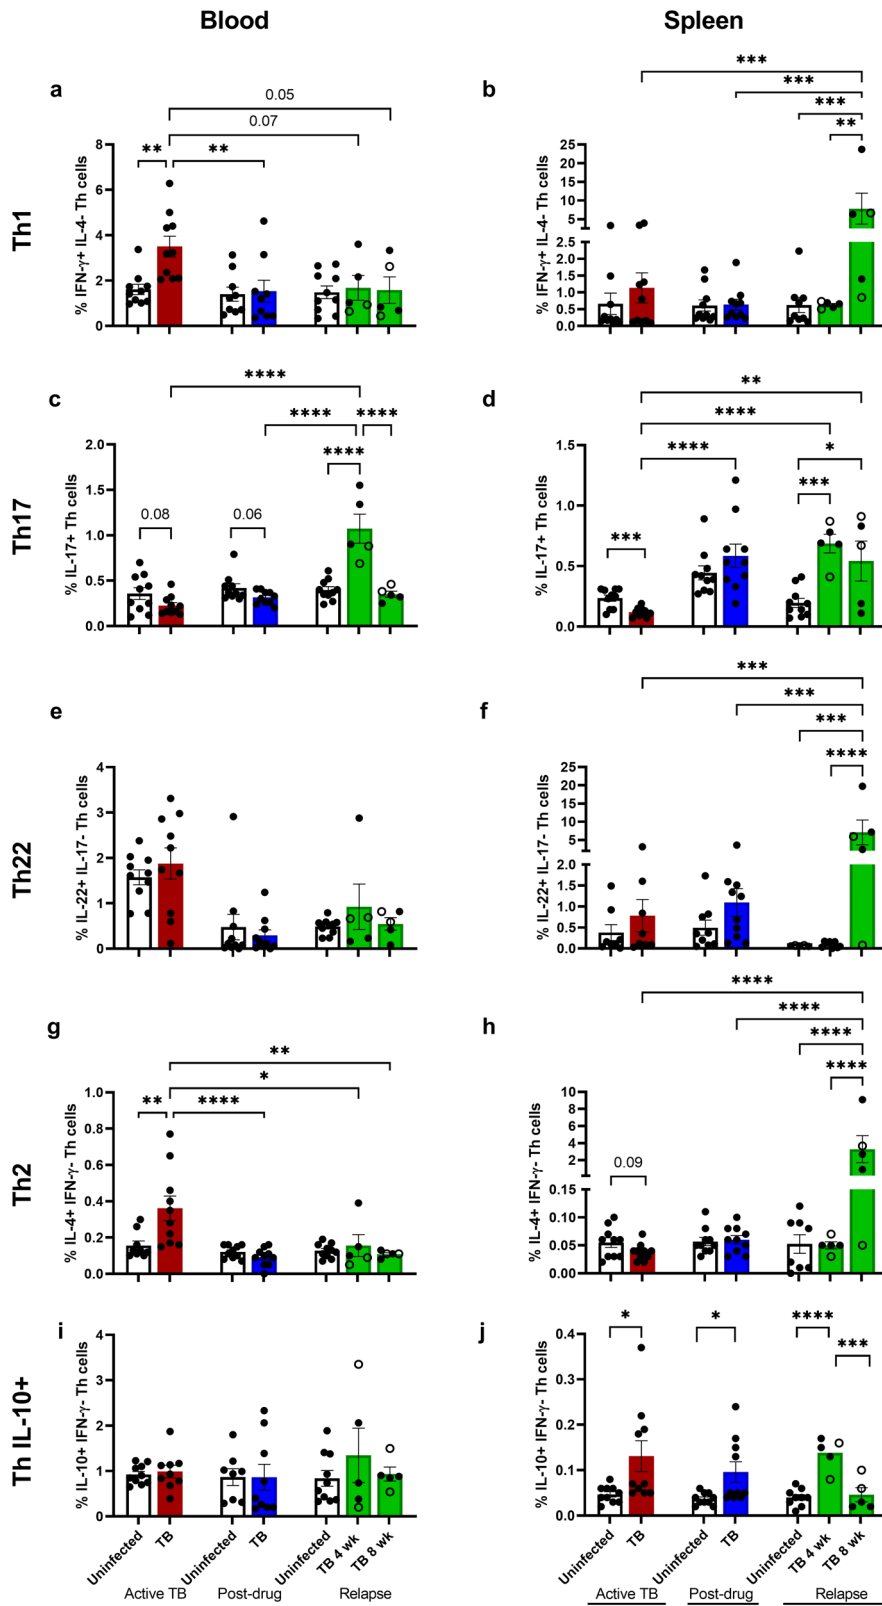 Blood
Spleen
a
0.05
0.07
**
**
Th1
% IFN-γ+ IL-4- Th cells
8
6
4
2
0
b
***
***
***
**
% IFN-γ+ IL-4- Th cells
25
20
15
10
5
2.5
2.0
1.5
1.0
0.5
0.0
c
****
****
****
****
0.08
0.06
Th17
% IL-17+ Th cells
2.0
1.5
1.0
0.5
0.0
d
**
****
****
*
***
***
% IL-17+ Th cells
1.5
1.0
0.5
0.0
e
Th22
% IL-22+ IL-17- Th cells
4
3
2
1
0
f
***
***
***
****
% IL-22+ IL-17- Th cells
25
20
15
10
5
2.0
1.5
1.0
0.5
0.0
g
**
*
**
****
Th2
% IL-4+ IFN-γ- Th cells
1.0
0.8
0.6
0.4
0.2
0.0
h
****
****
****
****
0.09
% IL-4+ IFN-γ- Th cells
10
8
6
4
2
0.15
0.10
0.05
0.00
i
Th IL-10+
% IL-10+ IFN-γ- Th cells
4
3
2
1
0
j
*
*
****
***
% IL-10+ IFN-γ- Th cells
0.4
0.3
0.2
0.1
0.0
Uninfected
TB
Uninfected
TB
Uninfected
TB 4 wk
TB 8 wk
Active TB
Post-drug
Relapse
Uninfected
TB
Uninfected
TB
Uninfected
TB 4 wk
TB 8 wk
Active TB
Post-drug
Relapse